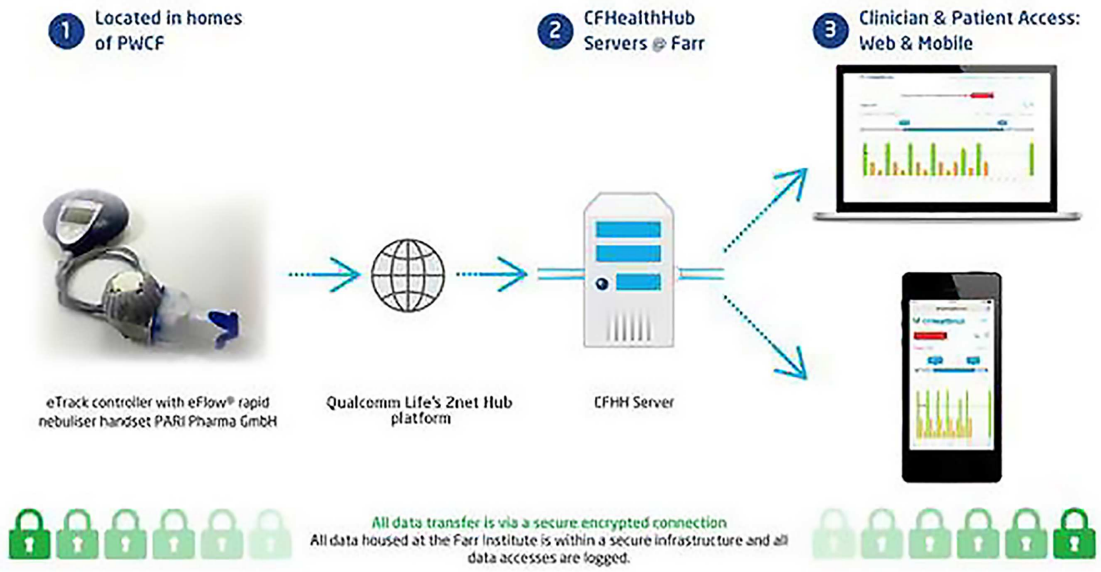 1 Located in homes
of PWCF
2 CFHealthHub
Servers @ Farr
3 Clinician & Patient Access:
Web & Mobile
eTrack controller with eFlow® rapid
nebuliser handset PARI Pharma GmbH
Qualcomm Life's 2net Hub
platform
CFHH Server
All data transfer is via a secure encrypted connection
All data housed at the Farr Institute is within a secure infrastructure and all
data accesses are logged.